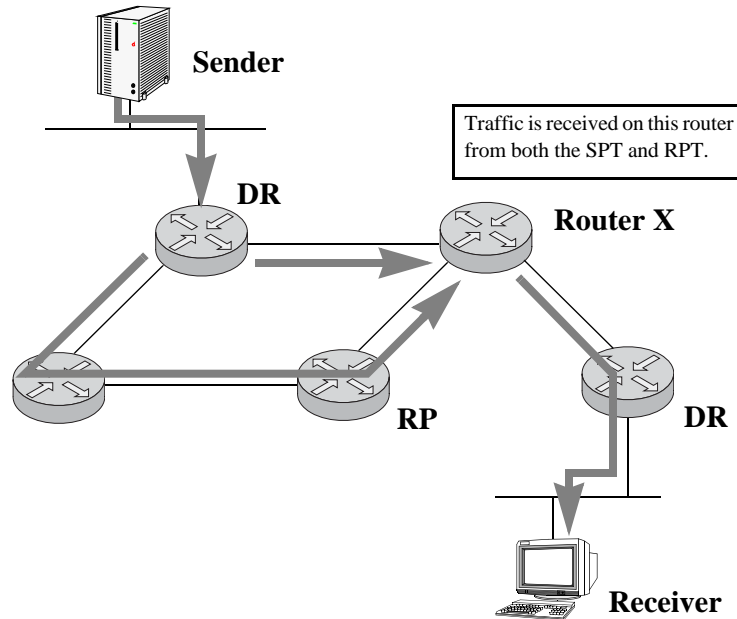 Sender
Traffic is received on this router
from both the SPT and RPT.
DR
Router X
RP
DR
Receiver